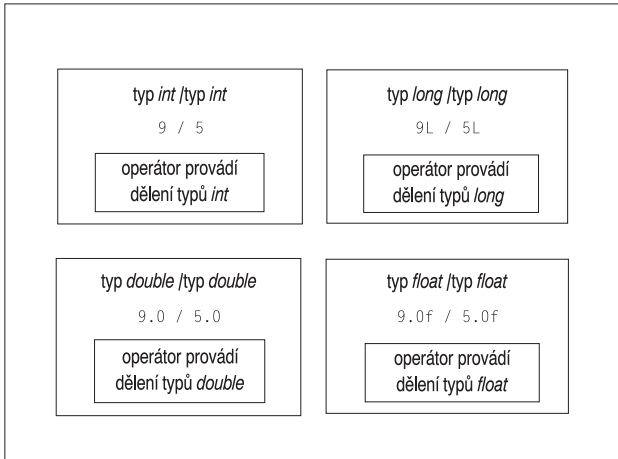 typ int /typ int
9 / 5
operátor provádí
dělení typů int
typ long /typ long
9L / 5L
operátor provádí
dělení typů long
typ double /typ double
9.0 / 5.0
operátor provádí
dělení typů double
typ float /typ float
9.0f / 5.0f
operátor provádí
dělení typů float